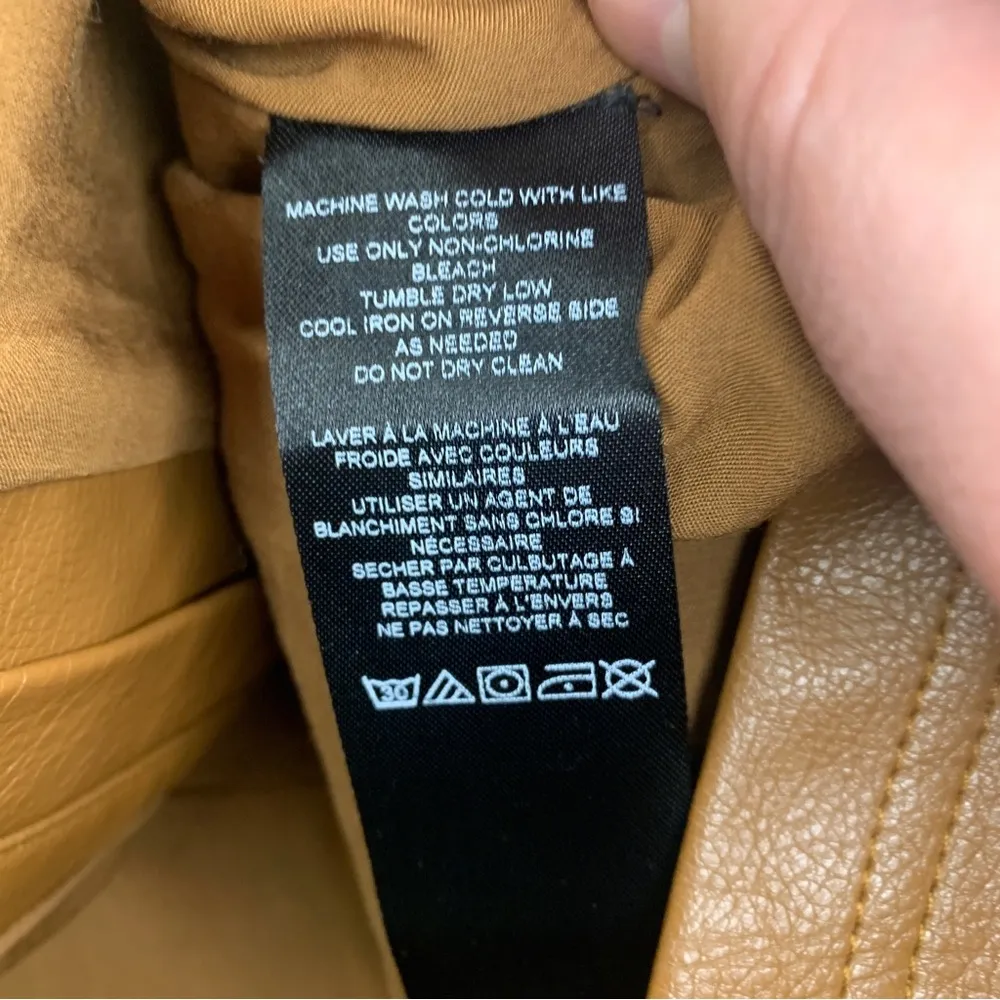 MACHINE WASH COLD WITH LIKE
COLORS
USE ONLY NON-CHLORINE
BLEACH
TUMBLE DRY LOW
COOL IRON ON REVERSE SIDE
AS NEEDED
DO NOT DRY CLEAN
LAVER À LA MACHINE À L'EAU
FROIDE AVEC COULEURS
SIMILAIRES
UTILISER UN AGENT DE
BLANCHIMENT SANS CHLORE SI
NÉCESSAIRE
SECHER PAR CULBUTAGE À
BASSE TEMPERATURE
REPASSER À L'ENVERS
NE PAS NETTOYER À SEC
30